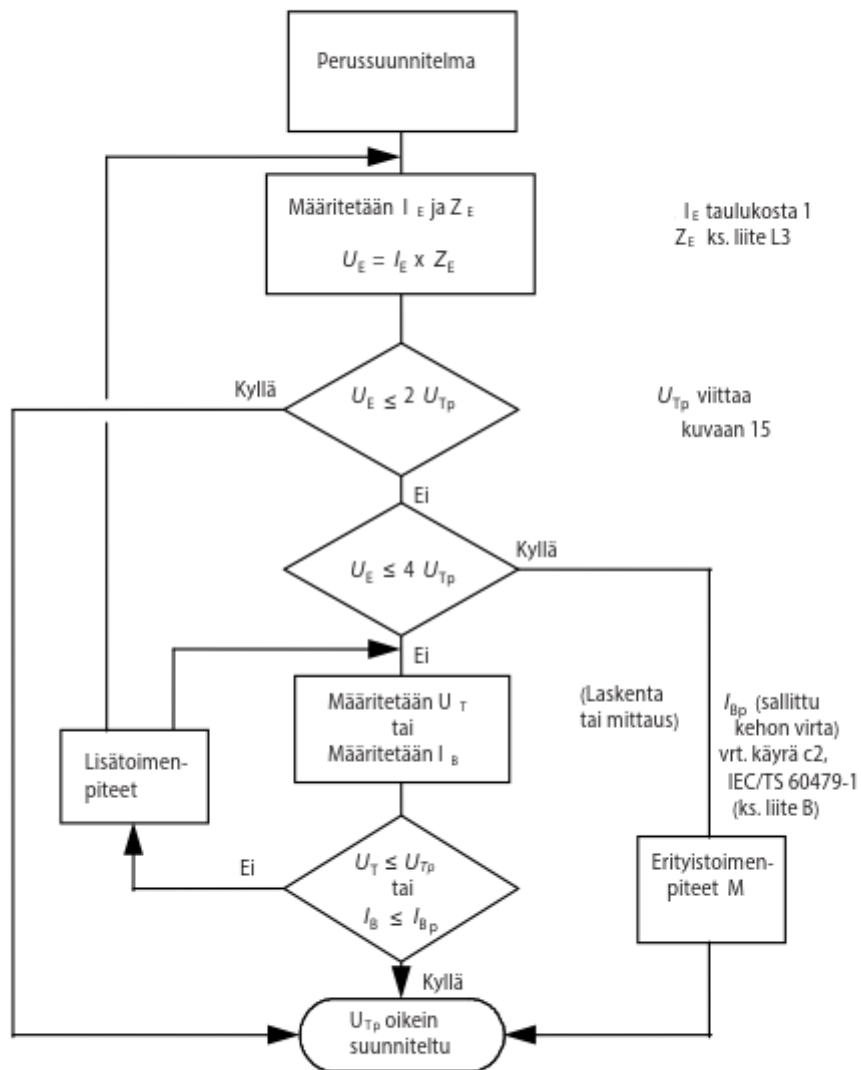 Perussuunnitelma
Määritetään I E ja Z E
U E = I E x Z E
I E taulukosta 1
Z E ks. liite L3
Kyllä
U E ≤ 2 U Tp
U Tp viittaa
kuvaan 15
Ei
Kyllä
U E ≤ 4 U Tp
Ei
Määritetään U T
tai
Määritetään I B
(Laskenta
tai mittaus)
I Bp (sallittu
kehon virta)
vrt. käyrä c2,
IEC/TS 60479-1
(ks. liite B)
Lisätoimen-
piteet
Ei
U T ≤ U Tp
tai
I B ≤ I Bp
Erityistoimen-
piteet M
Kyllä
U Tp oikein
suunniteltu